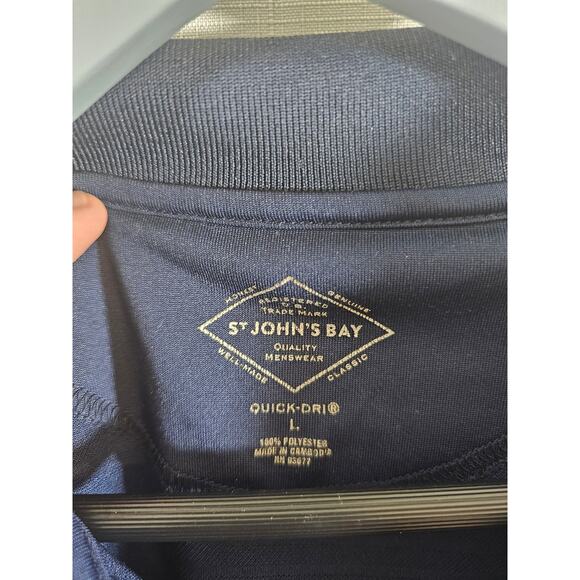 HONEST GENUINE
REGISTERED
U.S.
TRADE MARK
ST JOHN'S BAY
QUALITY
MENSWEAR
WELL-MADE CLASSIC
QUICK-DRI®
L
100% POLYESTER
MADE IN CAMBODIA
RN 93677